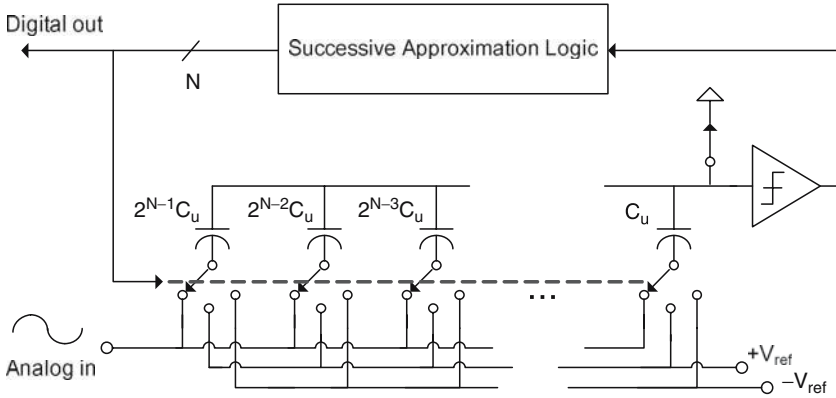 Digital out
Successive Approximation Logic
N
2^{N–1}C_u 2^{N–2}C_u 2^{N–3}C_u C_u
...
Analog in
+V_ref
–V_ref